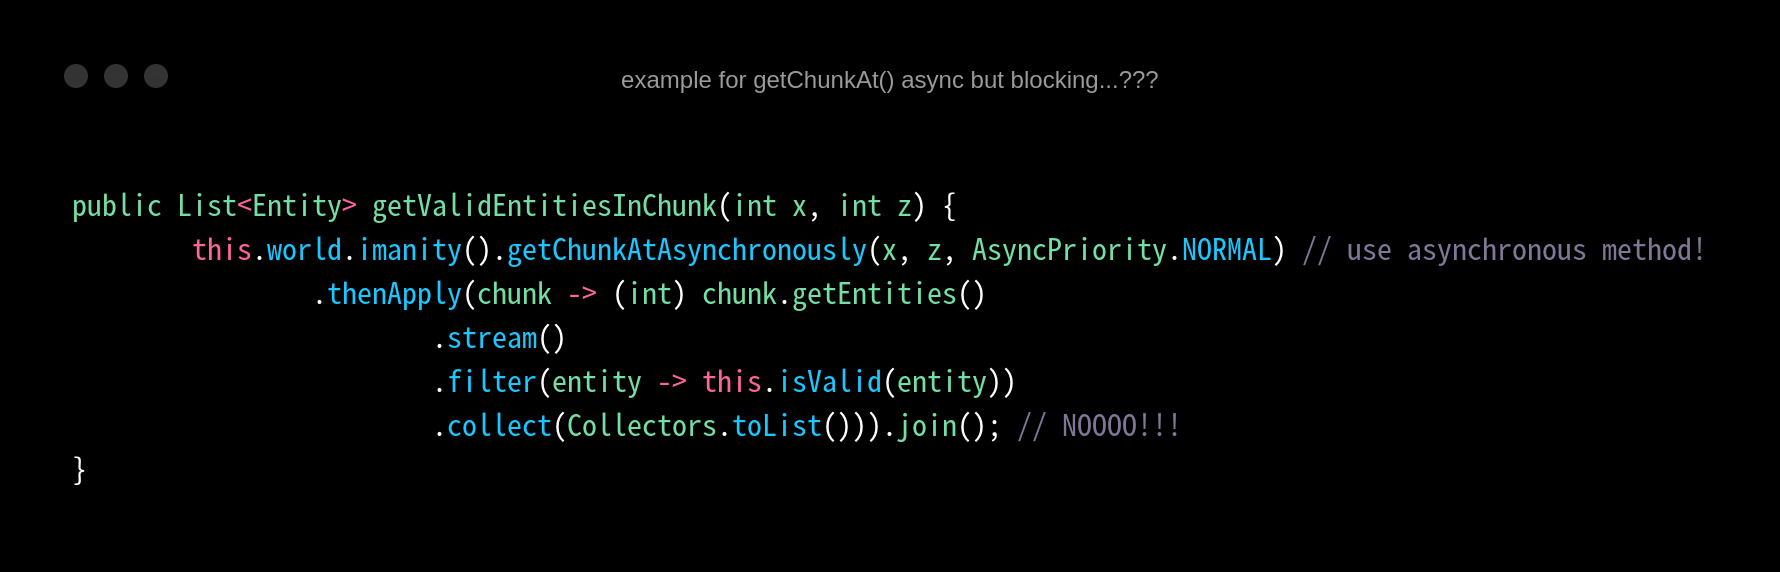 example for getChunkAt() async but blocking...???
public List<Entity> getValidEntitiesInChunk(int x, int z) {
this.world.imanity().getChunkAtAsynchronously(x, z, AsyncPriority.NORMAL) // use asynchronous method!
.thenApply(chunk -> (int) chunk.getEntities()
.stream()
.filter(entity -> this.isValid(entity))
.collect(Collectors.toList())).join(); // NOOOO!!!
}